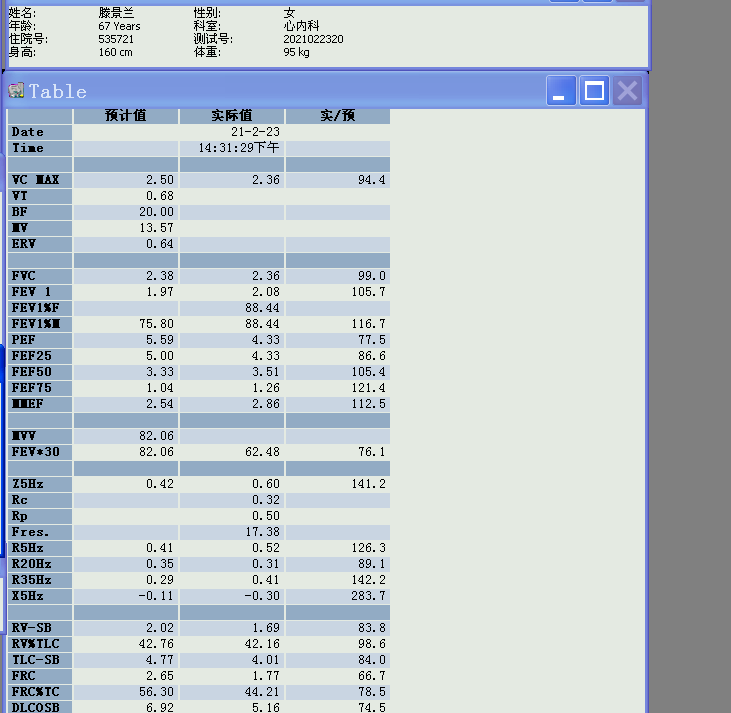 姓名: 滕景兰 性别: 女
年龄: 67 Years 科室: 心内科
住院号: 535721 测试号: 2021022320
身高: 160 cm 体重: 95 kg
Table
预计值 实际值 实/预
Date 21-2-23
Time 14:31:29下午
VC MAX 2.50 2.36 94.4
VT 0.68
BF 20.00
MV 13.57
ERV 0.64
FVC 2.38 2.36 99.0
FEV 1 1.97 2.08 105.7
FEV1%F 88.44
FEV1%M 75.80 88.44 116.7
PEF 5.59 4.33 77.5
FEF25 5.00 4.33 86.6
FEF50 3.33 3.51 105.4
FEF75 1.04 1.26 121.4
MMEF 2.54 2.86 112.5
MVV 82.06
FEV*30 82.06 62.48 76.1
Z5Hz 0.42 0.60 141.2
Rc 0.32
Rp 0.50
Fres. 17.38
R5Hz 0.41 0.52 126.3
R20Hz 0.35 0.31 89.1
R35Hz 0.29 0.41 142.2
X5Hz -0.11 -0.30 283.7
RV-SB 2.02 1.69 83.8
RV%TLC 42.76 42.16 98.6
TLC-SB 4.77 4.01 84.0
FRC 2.65 1.77 66.7
FRC%TC 56.30 44.21 78.5
DLCOSB 6.92 5.16 74.5